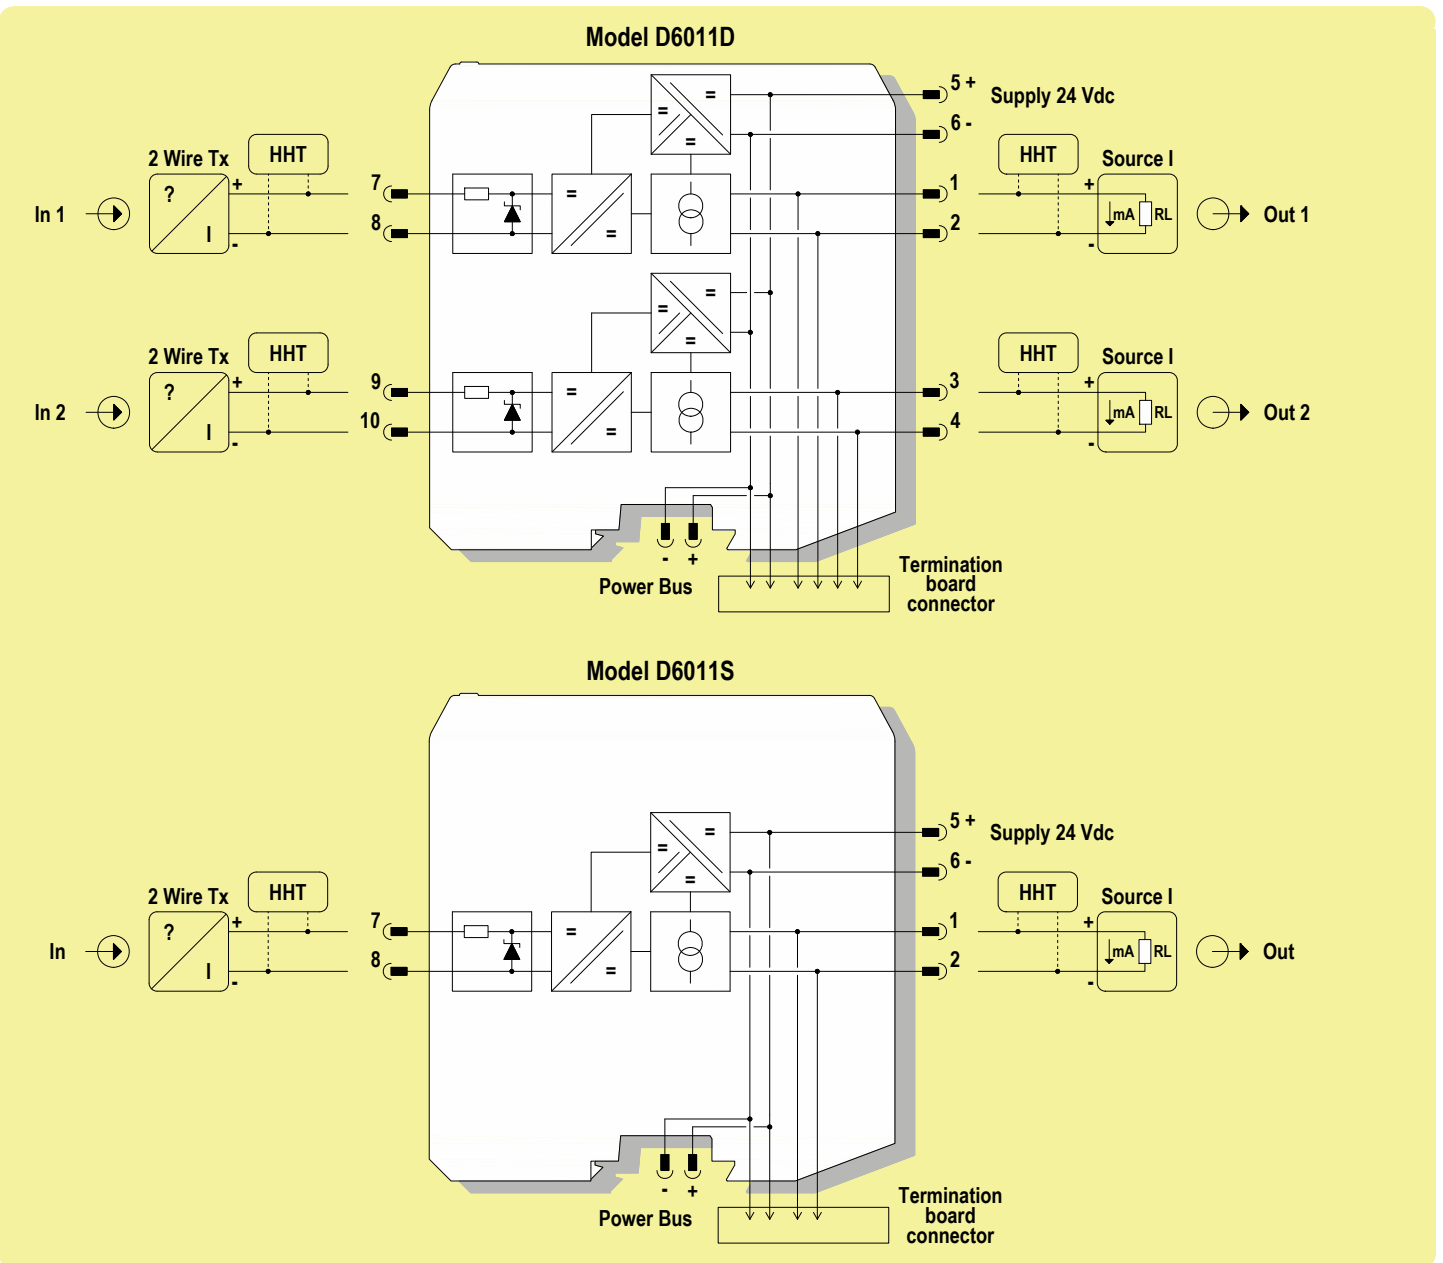 Model D6011D
5 +
Supply 24 Vdc
6 -
2 Wire Tx
HHT
HHT
Source I
?
I
+
-
7
8
=
=
=
=
=
1
2
+
-
mA
RL
In 1
Out 1
2 Wire Tx
HHT
HHT
Source I
?
I
+
-
9
10
=
=
=
=
=
3
4
+
-
mA
RL
In 2
Out 2
- +
Power Bus
Termination
board
connector
Model D6011S
5 +
Supply 24 Vdc
6 -
2 Wire Tx
HHT
HHT
Source I
?
I
+
-
7
8
=
=
=
=
=
1
2
+
-
mA
RL
In
Out
- +
Power Bus
Termination
board
connector